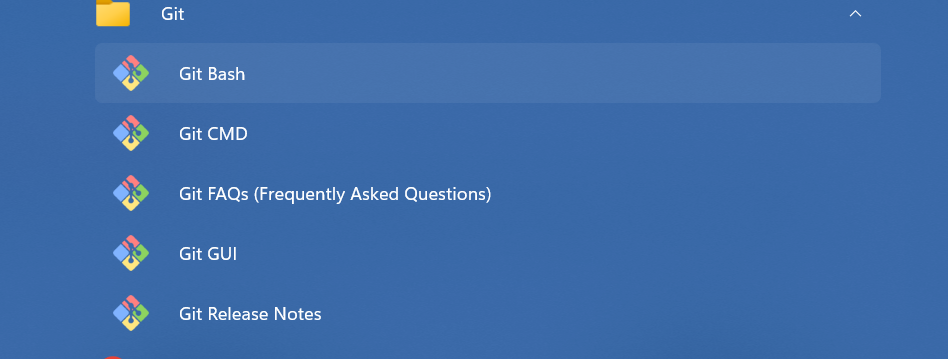 Git
Git Bash
Git CMD
Git FAQs (Frequently Asked Questions)
Git GUI
Git Release Notes